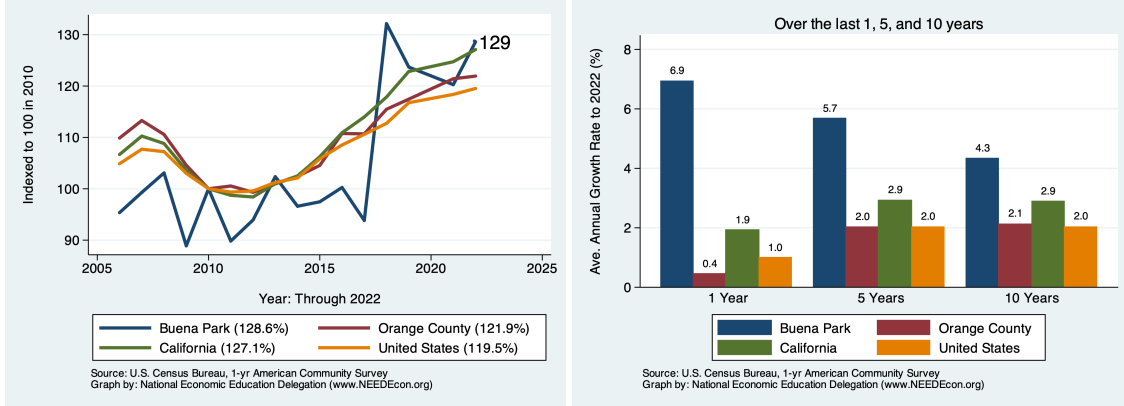 Indexed to 100 in 2010
130
120
110
100
90
129
2005
2010
2015
2020
2025
Year: Through 2022
Buena Park (128.6%)
Orange County (121.9%)
California (127.1%)
United States (119.5%)
Source: U.S. Census Bureau, 1-yr American Community Survey
Graph by: National Economic Education Delegation (www.NEEDEcon.org)
Over the last 1, 5, and 10 years
Ave. Annual Growth Rate to 2022 (%)
8
6
4
2
0
6.9
0.4
1.9
1.0
5.7
2.0
2.9
2.0
4.3
2.1
2.9
2.0
1 Year
5 Years
10 Years
Buena Park
Orange County
California
United States
Source: U.S. Census Bureau, 1-yr American Community Survey
Graph by: National Economic Education Delegation (www.NEEDEcon.org)